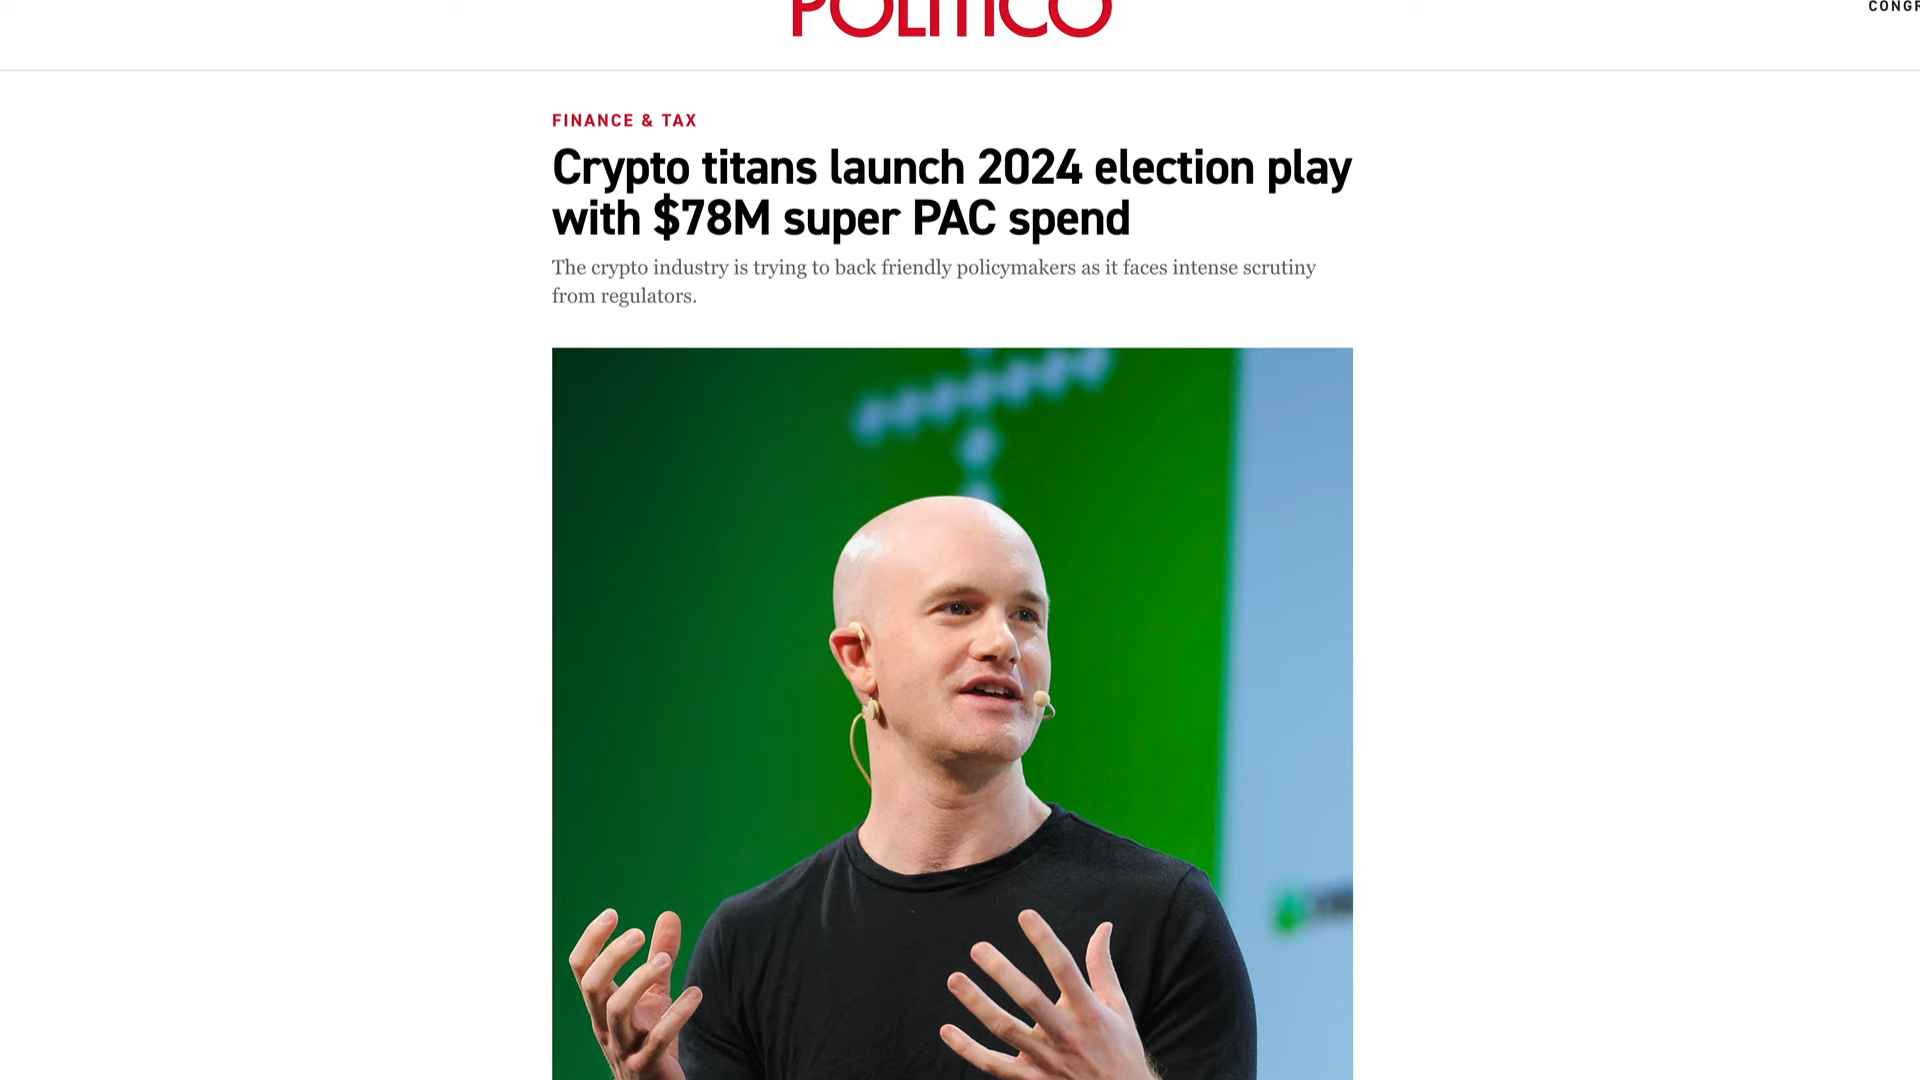 POLITICO
CONGR
FINANCE & TAX
Crypto titans launch 2024 election play
with $78M super PAC spend
The crypto industry is trying to back friendly policymakers as it faces intense scrutiny
from regulators.